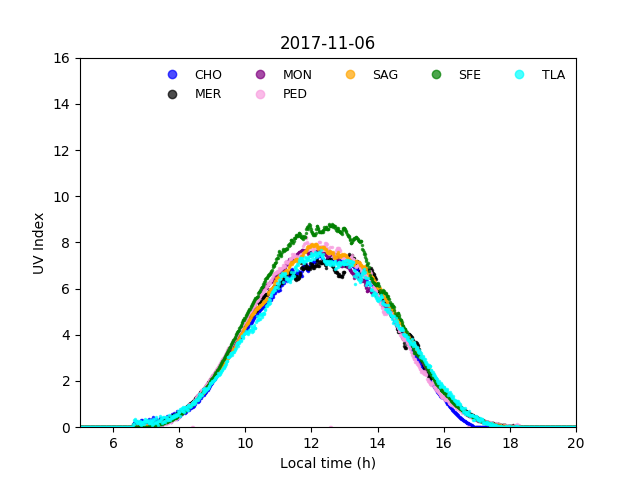 2017-11-06
CHO MON SAG SFE TLA
MER PED
UV Index
16
14
12
10
8
6
4
2
0
6 8 10 12 14 16 18 20
Local time (h)